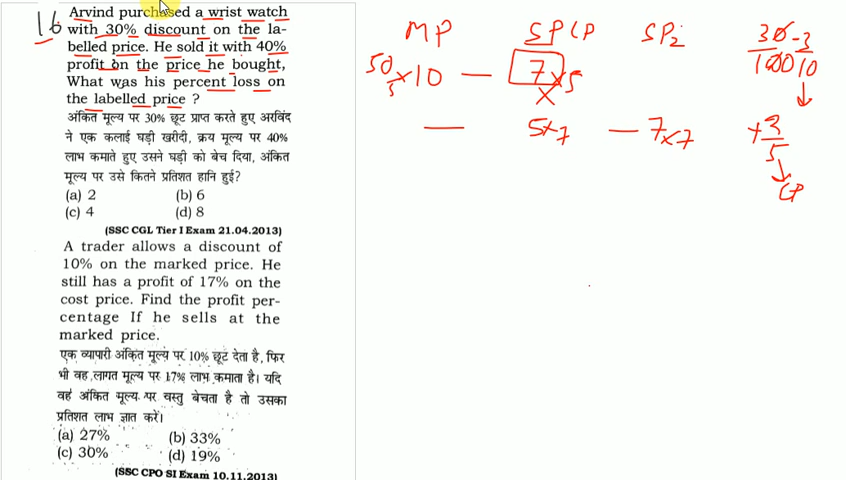 16
Arvind purchased a wrist watch
with 30% discount on the la-
belled price. He sold it with 40%
profit on the price he bought,
What was his percent loss on
the labelled price ?
अंकित मूल्य पर 30% छूट प्राप्त करते हुए अरविंद
ने एक कलाई घड़ी खरीदी, क्रय मूल्य पर 40%
लाभ कमाते हुए उसने घड़ी को बेच दिया, अंकित
मूल्य पर उसे कितने प्रतिशत हानि हुई?
(a) 2 (b) 6
(c) 4 (d) 8
(SSC CGL Tier I Exam 21.04.2013)
A trader allows a discount of
10% on the marked price. He
still has a profit of 17% on the
cost price. Find the profit per-
centage If he sells at the
marked price.
एक व्यापारी अंकित मूल्य पर 10% छूट देता है, फिर
भी वह लागत मूल्य पर 17% लाभ कमाता है। यदि
वह अंकित मूल्य पर वस्तु बेचता है तो उसका
प्रतिशत लाभ ज्ञात करें।
(a) 27% (b) 33%
(c) 30% (d) 19%
(SSC CPO SI Exam 10.11.2013)
MP SP CP SP2 30 -3
50 100 10
5 × 10 — 7 × 5
×
— 5×7 — 7×7 + 2
5
CP